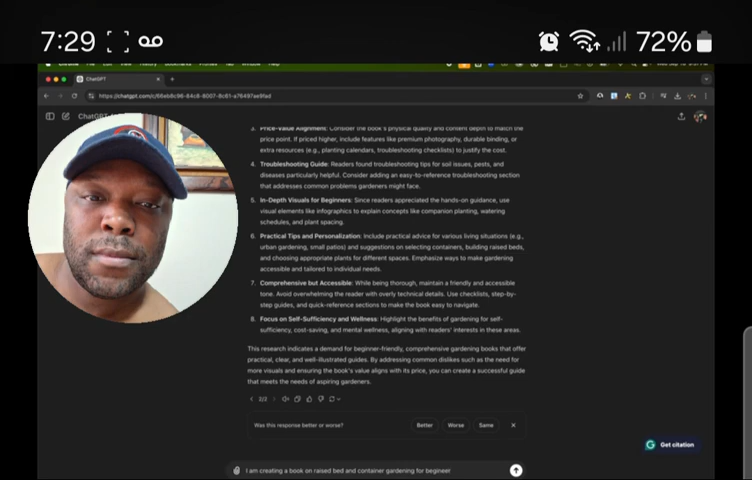 7:29
72%
ChatGPT
https://chatgpt.com/c/66eb8c96-84c8-8007-8c61-a76497ae9fad
ChatG
3. Price-Value Alignment: Consider the book's physical quality and content depth to match the
price point. If priced higher, include features like premium photography, durable binding, or
extra resources (e.g., planting calendars, troubleshooting checklists) to justify the cost.
4. Troubleshooting Guide: Readers found troubleshooting tips for soil issues, pests, and
diseases particularly helpful. Consider adding an easy-to-reference troubleshooting section
that addresses common problems gardeners might face.
5. In-Depth Visuals for Beginners: Since readers appreciated the hands-on guidance, use
visual elements like infographics to explain concepts like companion planting, watering
schedules, and plant spacing.
6. Practical Tips and Personalization: Include practical advice for various living situations (e.g.,
urban gardening, small patios) and suggestions on selecting containers, building raised beds,
and choosing appropriate plants for different spaces. Emphasize ways to make gardening
accessible and tailored to individual needs.
7. Comprehensive but Accessible: While being thorough, maintain a friendly and accessible
tone. Avoid overwhelming the reader with overly technical details. Use checklists, step-by-
step guides, and quick-reference sections to make the book easy to navigate.
8. Focus on Self-Sufficiency and Wellness: Highlight the benefits of gardening for self-
sufficiency, cost-saving, and mental wellness, aligning with readers' interests in these areas.
This research indicates a demand for beginner-friendly, comprehensive gardening books that offer
practical, clear, and well-illustrated guides. By addressing common dislikes such as the need for
more visuals and ensuring the book's value aligns with its price, you can create a successful guide
that meets the needs of aspiring gardeners.
2/2
Was this response better or worse? Better Worse Same
Get citation
I am creating a book on raised bed and container gardening for begineer